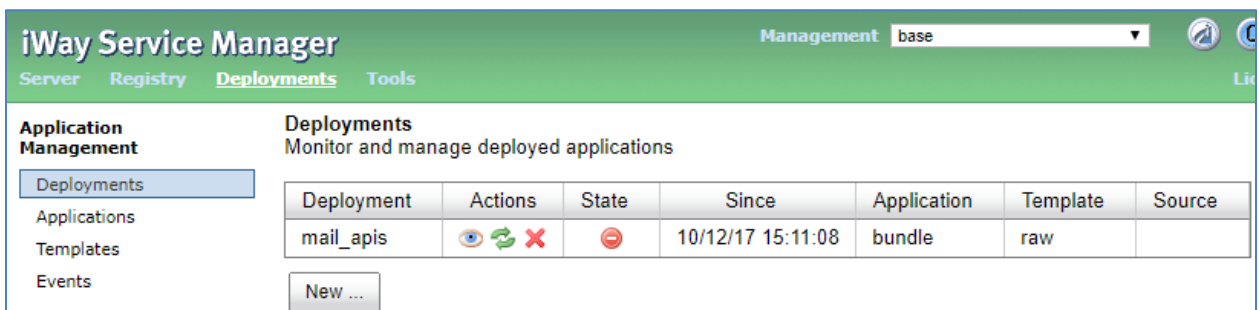 iWay Service Manager
Management base
Server Registry Deployments Tools
Application Management
Deployments
Applications
Templates
Events
Deployments
Monitor and manage deployed applications
Deployment Actions State Since Application Template Source
mail_apis 10/12/17 15:11:08 bundle raw
New ...